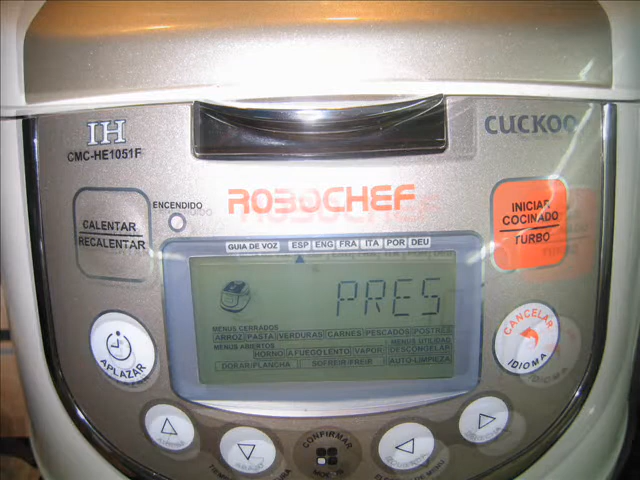 IH
CMC-HE1051F
CUCKOO
ROBOCHEF
CALENTAR
RECALENTAR
ENCENDIDO
INICIAR
COCINADO
TURBO
GUIA DE VOZ ESP ENG FRA ITA POR DEU
PRES
MENUS CERRADOS
ARROZ PASTA VERDURAS CARNES PESCADOS POSTRES
MENUS ABIERTOS MENUS UTILIDAD
HORNO A FUEGO LENTO VAPOR DESCONGELAR
DORAR/PLANCHA SOFREIR/FREIR AUTO-LIMPIEZA
APLAZAR
CANCELAR
IDIOMA
CONFIRMAR